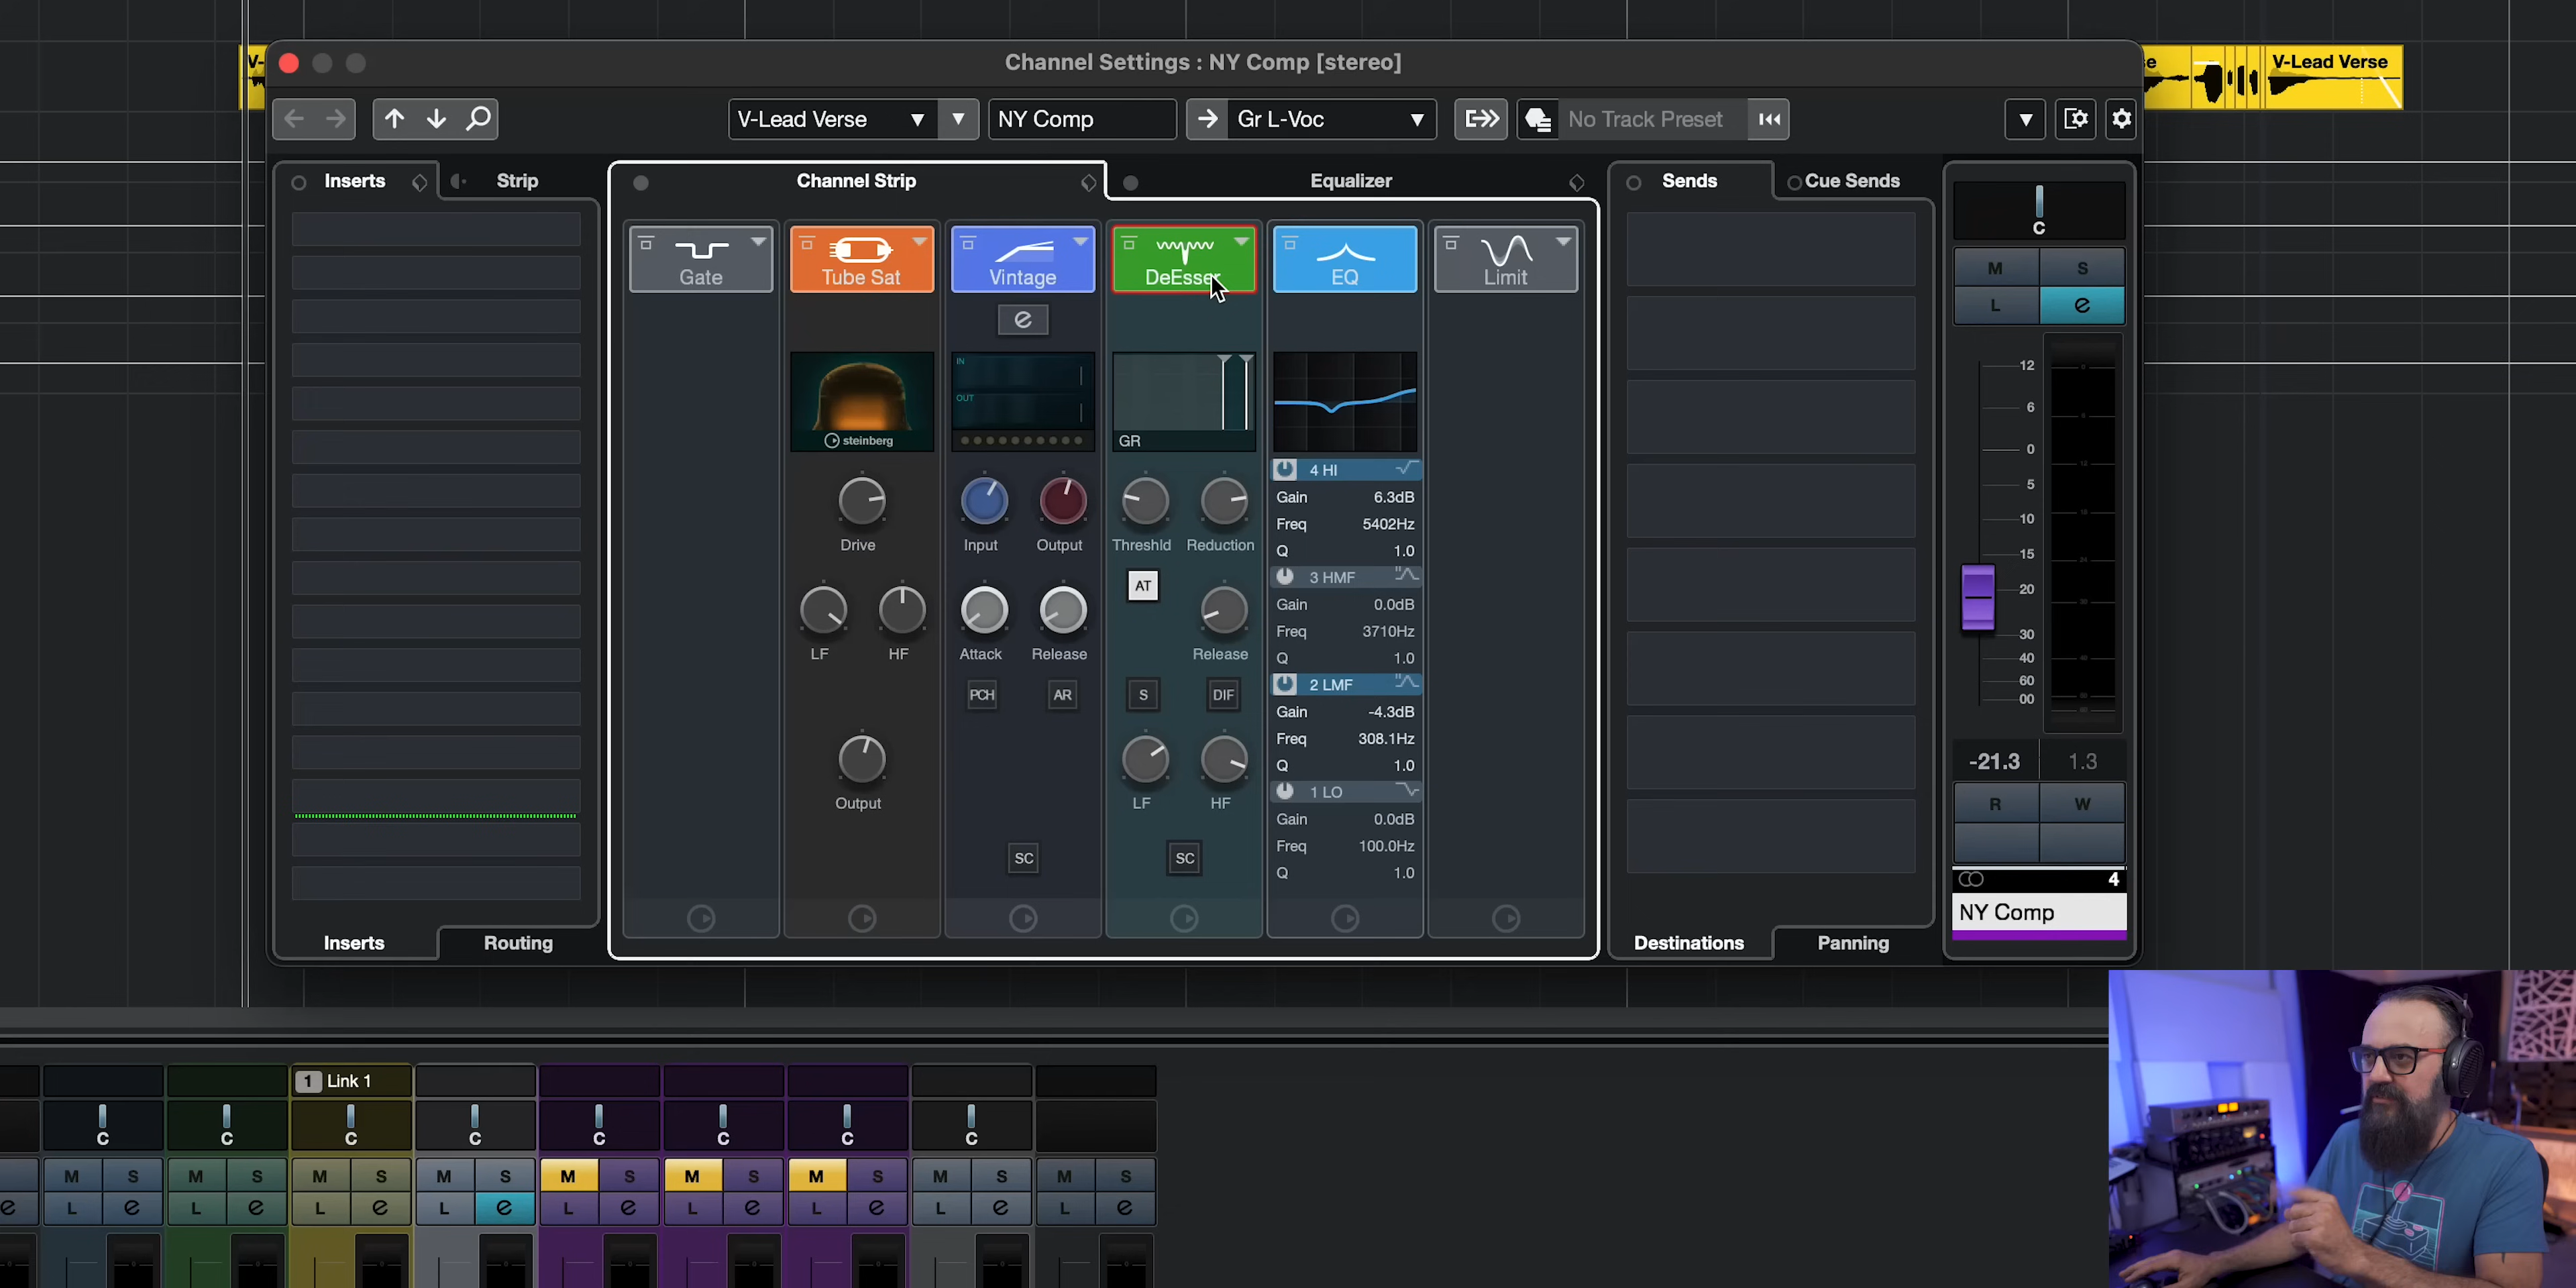 Channel Settings : NY Comp [stereo]
V-
se
V-Lead Verse
V-Lead Verse
NY Comp
Gr L-Voc
No Track Preset
Inserts
Strip
Channel Strip
Equalizer
Sends
Cue Sends
C
Gate
Tube Sat
Vintage
DeEsser
EQ
Limit
M
S
L
e
e
IN
OUT
steinberg
GR
12
6
0
5
10
15
20
30
40
60
00
4 HI
Gain 6.3dB
Freq 5402Hz
Q 1.0
3 HMF
Gain 0.0dB
Freq 3710Hz
Q 1.0
2 LMF
Gain -4.3dB
Freq 308.1Hz
Q 1.0
1 LO
Gain 0.0dB
Freq 100.0Hz
Q 1.0
Drive
Input
Output
Threshld
Reduction
AT
LF
HF
Attack
Release
Release
PCH
AR
S
DIF
Output
LF
HF
SC
SC
-21.3
1.3
R
W
4
NY Comp
Inserts
Routing
Destinations
Panning
1 Link 1
C C C C C C C C
M S M S M S M S M S M S M S M S M S
e L e L e L e L e L e L e L e L e L e